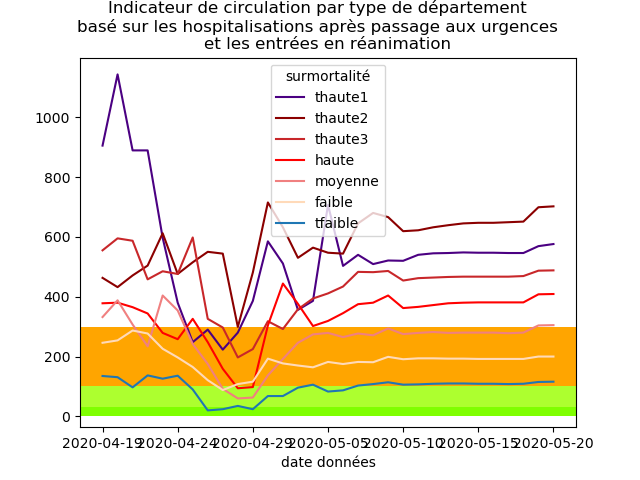 Indicateur de circulation par type de département
basé sur les hospitalisations après passage aux urgences
et les entrées en réanimation
surmortalité
thaute1
thaute2
thaute3
haute
moyenne
faible
tfaible
1000
800
600
400
200
0
2020-04-19 2020-04-24 2020-04-29 2020-05-05 2020-05-10 2020-05-15 2020-05-20
date données